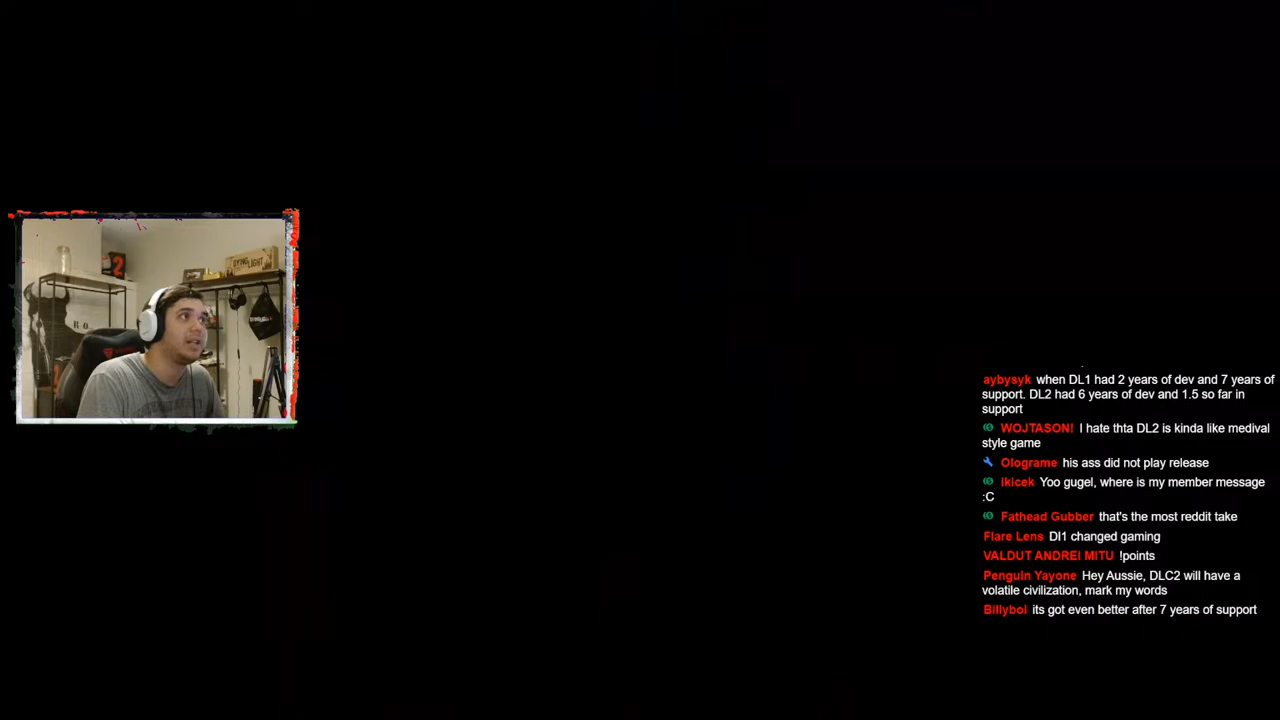 2
DYING LIGHT
R O
aybysyk when DL1 had 2 years of dev and 7 years of
support. DL2 had 6 years of dev and 1.5 so far in
support
WOJTASON! I hate thta DL2 is kinda like medival
style game
Olograme his ass did not play release
Ikicek Yoo gugel, where is my member message
:C
Fathead Gubber that's the most reddit take
Flare Lens Dl1 changed gaming
VALDUT ANDREI MITU !points
Penguin Yayone Hey Aussie, DLC2 will have a
volatile civilization, mark my words
Billyboi its got even better after 7 years of support